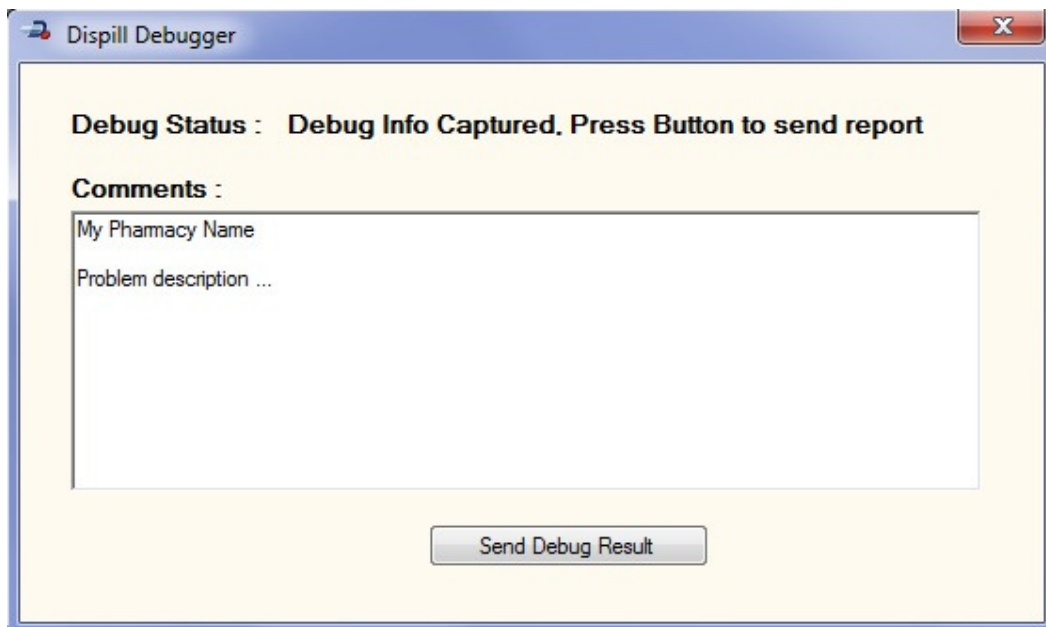 Dispill Debugger
Debug Status : Debug Info Captured, Press Button to send report
Comments :
My Pharmacy Name
Problem description ...
Send Debug Result